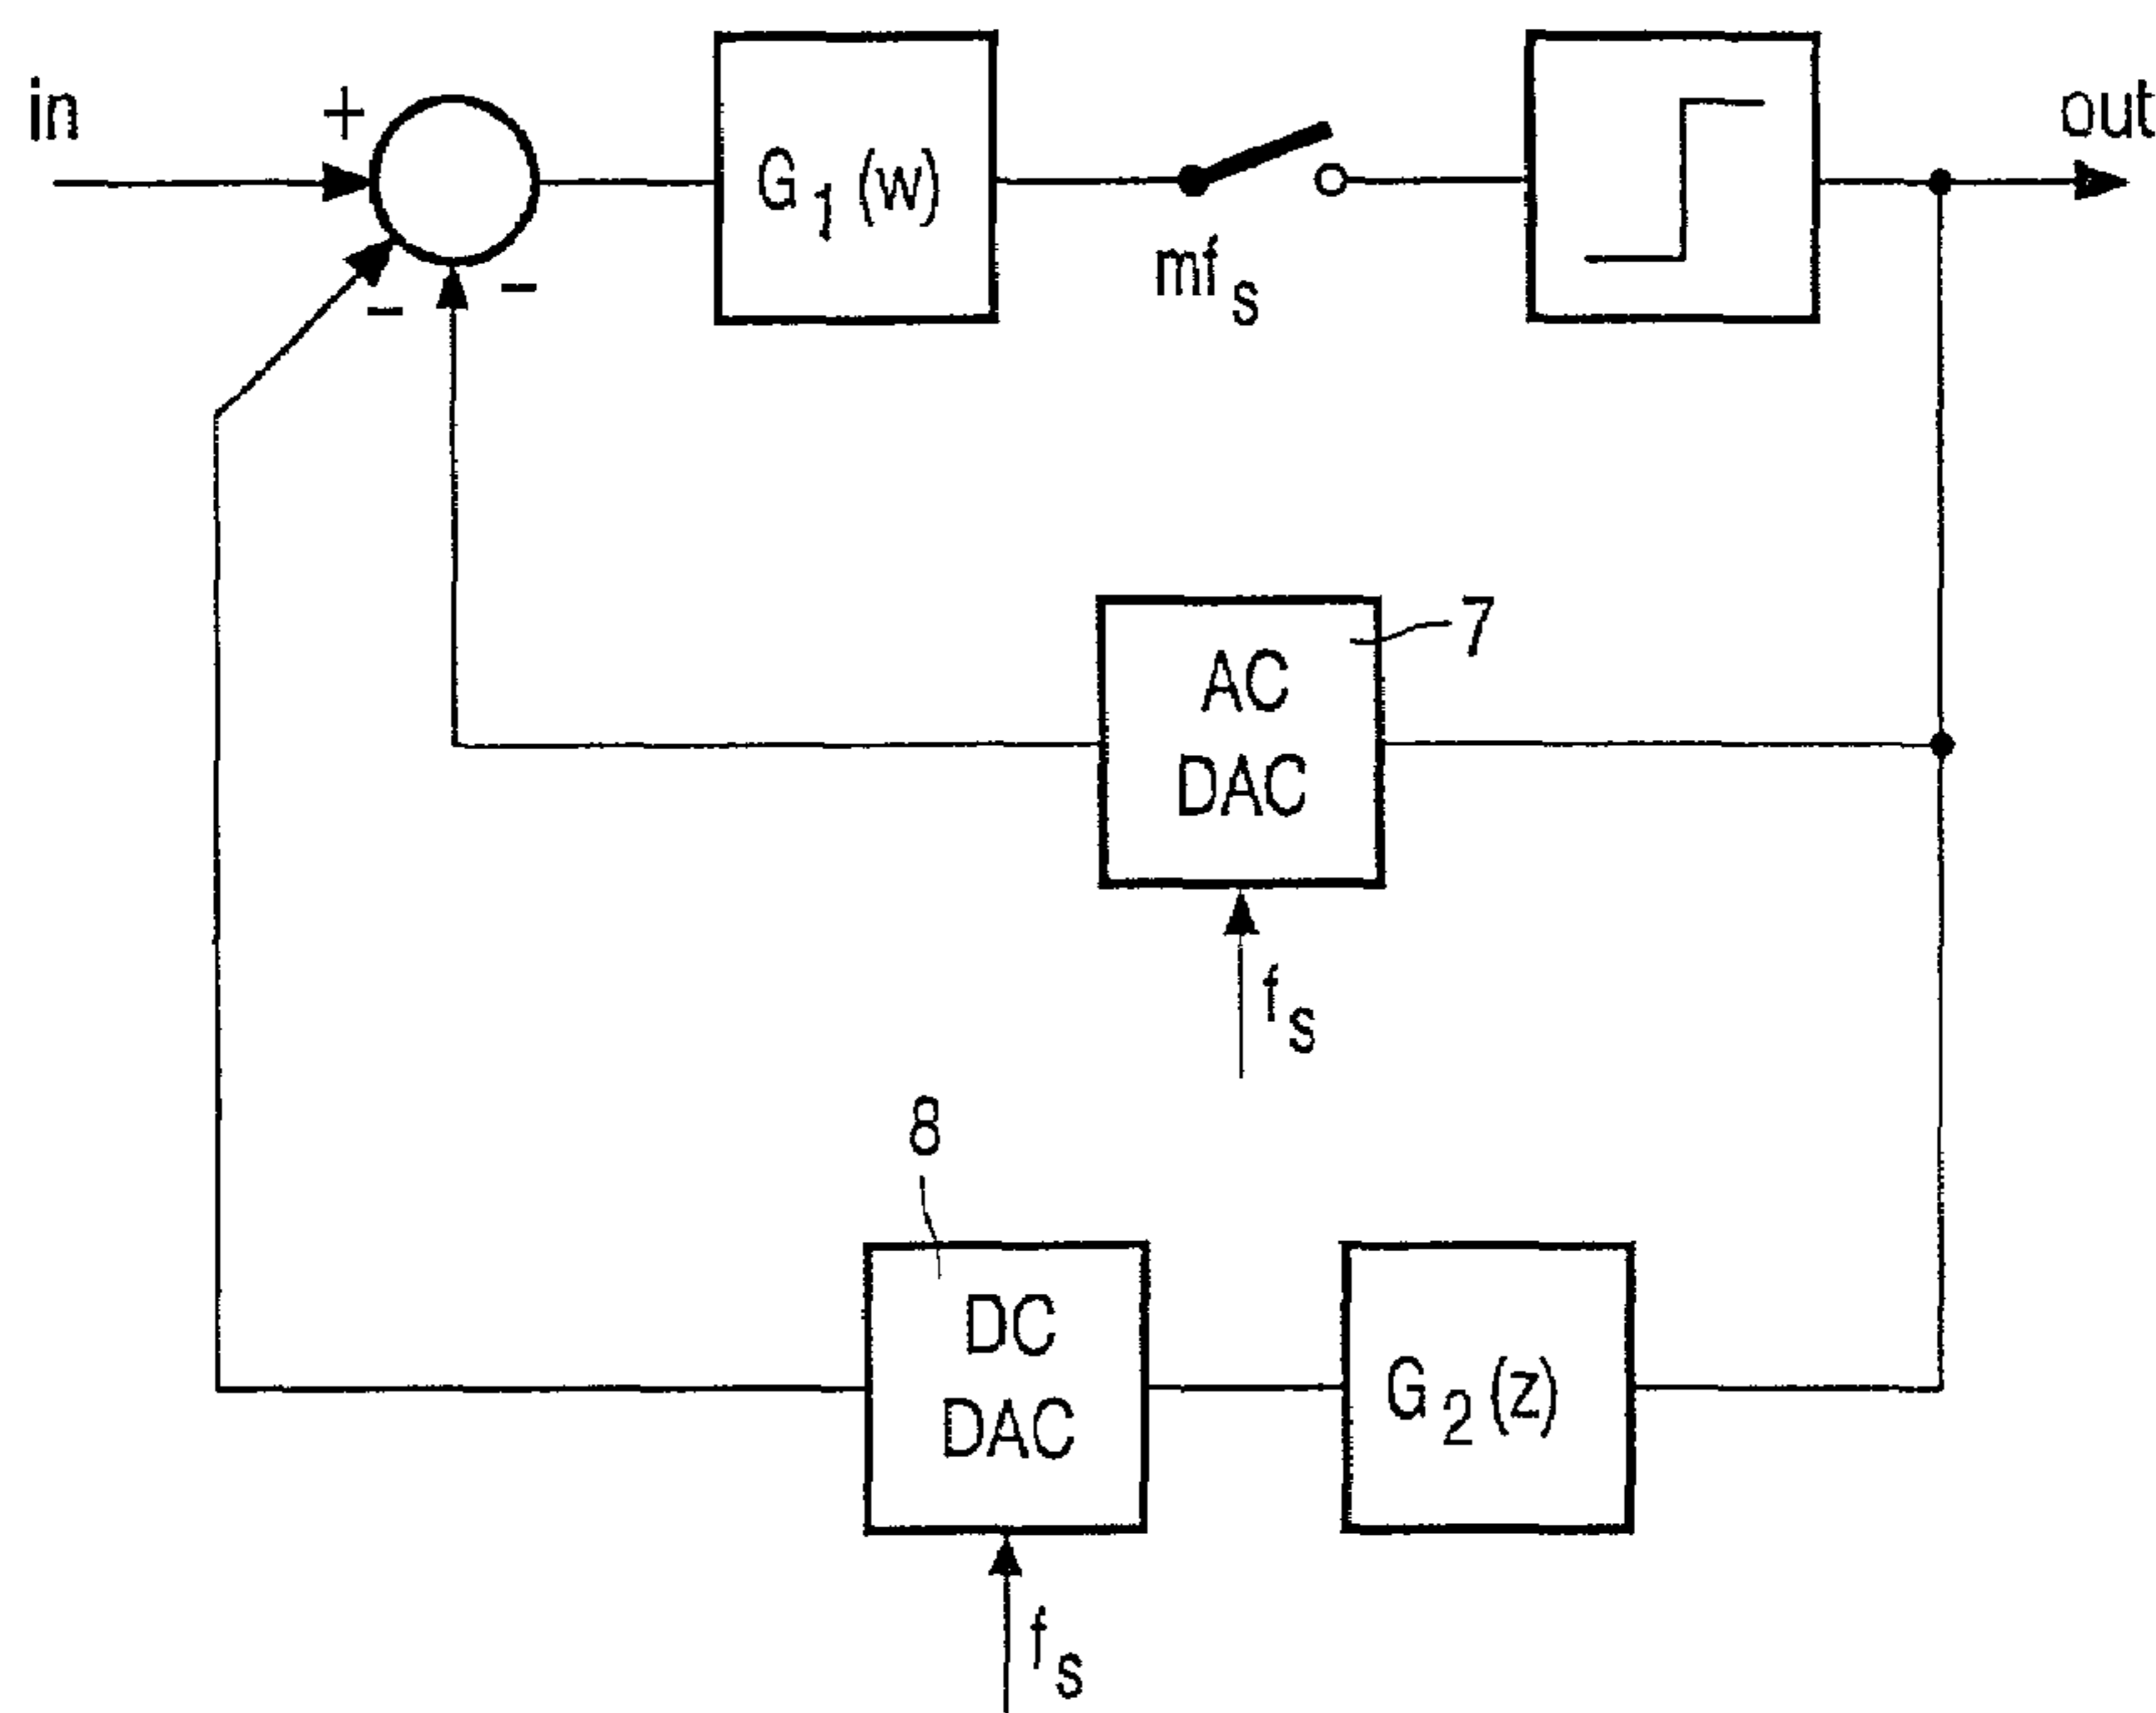 in
+
out
G1(w)
mfs
-
-
7
AC
DAC
fs
8
DC
DAC
G2(z)
fs